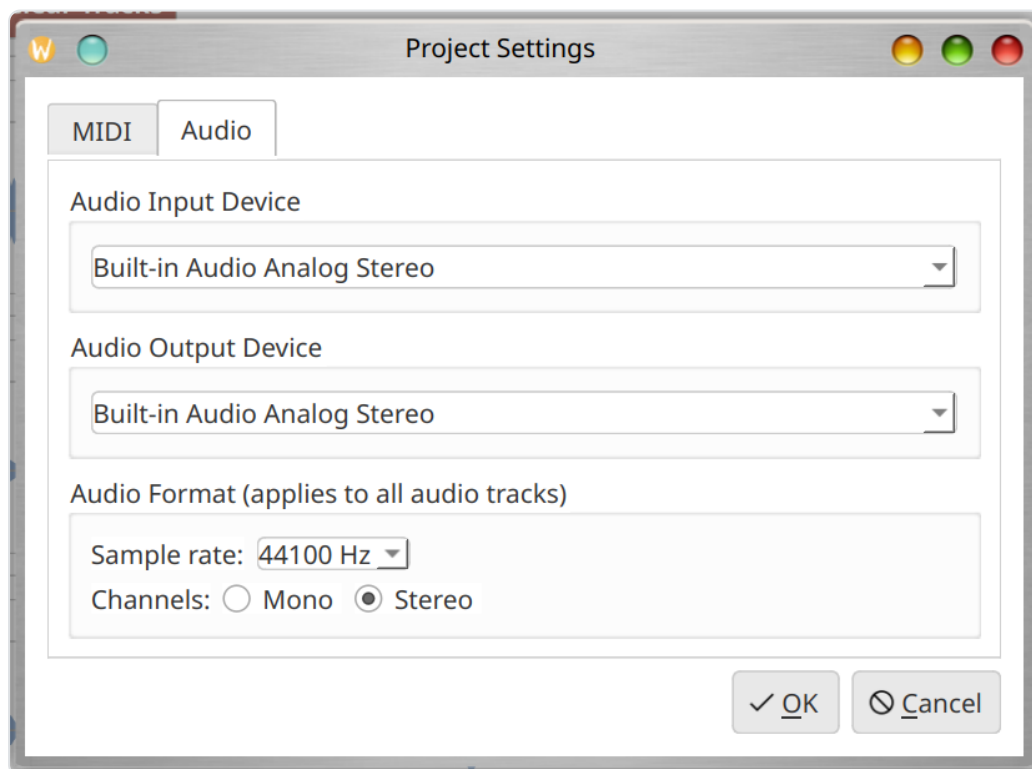 W
Project Settings
MIDI
Audio
Audio Input Device
Built-in Audio Analog Stereo
Audio Output Device
Built-in Audio Analog Stereo
Audio Format (applies to all audio tracks)
Sample rate: 44100 Hz
Channels: Mono Stereo
OK Cancel